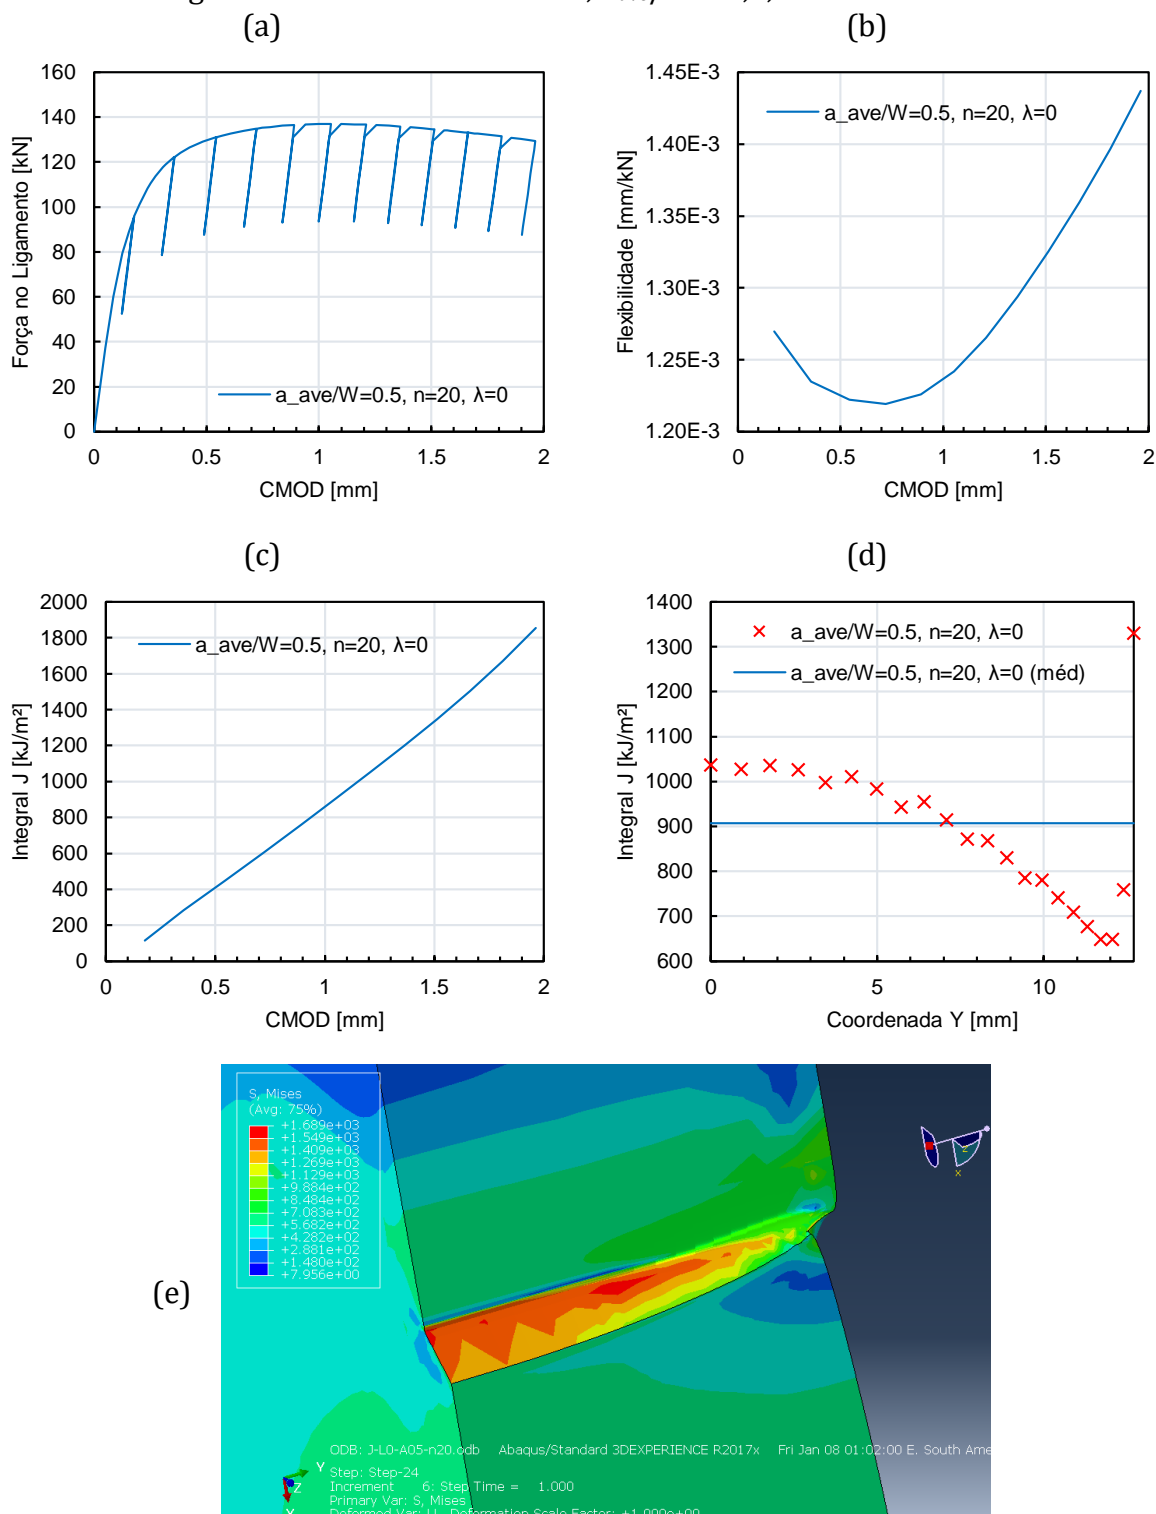 (a)
(b)
160
140
120
100
80
60
40
20
0
Força no Ligamento [kN]
a_ave/W=0.5, n=20, λ=0
0
0.5
1
1.5
2
CMOD [mm]
1.45E-3
1.40E-3
1.35E-3
1.30E-3
1.25E-3
1.20E-3
Flexibilidade [mm/kN]
a_ave/W=0.5, n=20, λ=0
0
0.5
1
1.5
2
CMOD [mm]
(c)
(d)
2000
1800
1600
1400
1200
1000
800
600
400
200
0
Integral J [kJ/m²]
a_ave/W=0.5, n=20, λ=0
0
0.5
1
1.5
2
CMOD [mm]
1400
1300
1200
1100
1000
900
800
700
600
Integral J [kJ/m²]
a_ave/W=0.5, n=20, λ=0
a_ave/W=0.5, n=20, λ=0 (méd)
0
5
10
Coordenada Y [mm]
(e)
S, Mises
(Avg: 75%)
+1.689e+03
+1.549e+03
+1.409e+03
+1.269e+03
+1.129e+03
+9.884e+02
+8.484e+02
+7.083e+02
+5.682e+02
+4.282e+02
+2.881e+02
+1.480e+02
+7.956e+00
Z
X
ODB: J-L0-A05-n20.odb Abaqus/Standard 3DEXPERIENCE R2017x Fri Jan 08 01:02:00 E. South Ame
Y
Z
Step: Step-24
Increment 6: Step Time = 1.000
Primary Var: S, Mises
Deformed Var: U Deformation Scale Factor: +1.000e+00